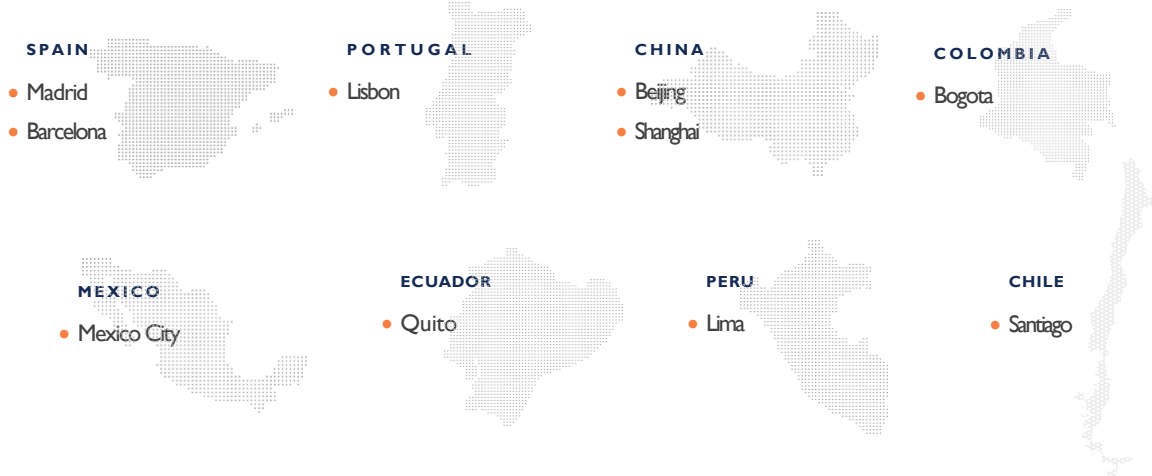 SPAIN
Madrid
Barcelona
PORTUGAL
Lisbon
CHINA
Beijing
Shanghai
COLOMBIA
Bogota
MEXICO
Mexico City
ECUADOR
Quito
PERU
Lima
CHILE
Santiago